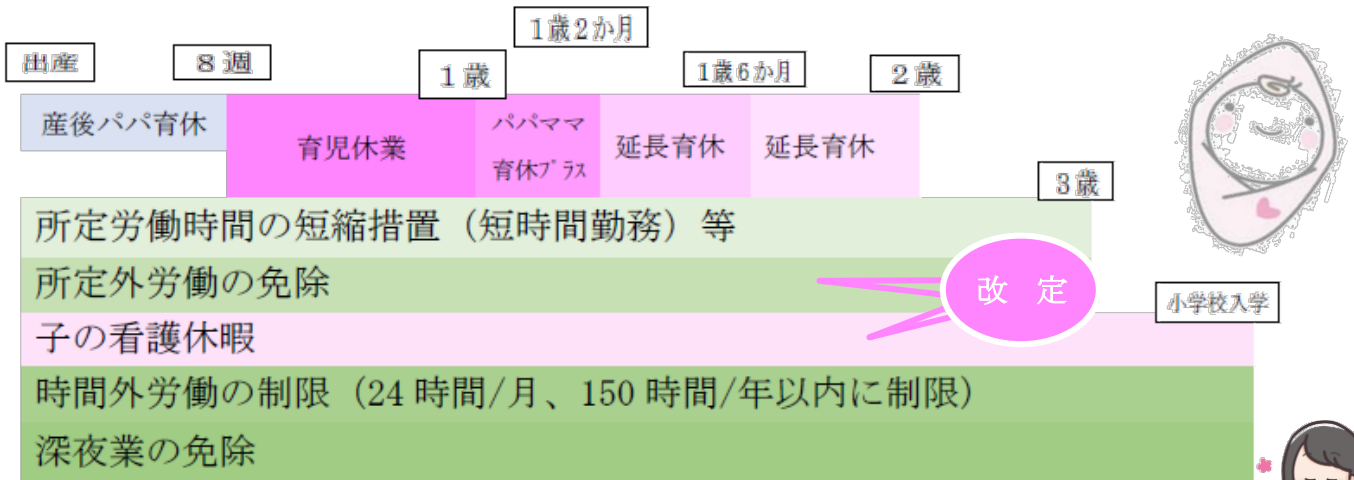 1歳2か月
出産
8週
1歳
1歳6か月
2歳
産後パパ育休
育児休業
パパママ
育休プラス
延長育休
延長育休
3歳
所定労働時間の短縮措置（短時間勤務）等
所定外労働の免除
改 定
小学校入学
子の看護休暇
時間外労働の制限（24 時間/月、150 時間/年以内に制限）
深夜業の免除